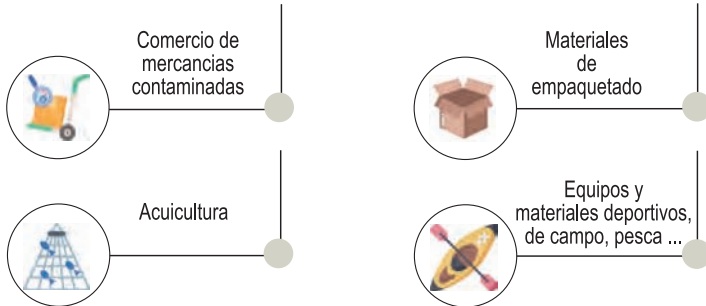 Comercio de
mercancias
contaminadas
Materiales
de
empaquetado
Acuicultura
Equipos y
materiales deportivos,
de campo, pesca ...